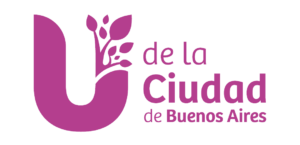 U
de la
Ciudad
de Buenos Aires